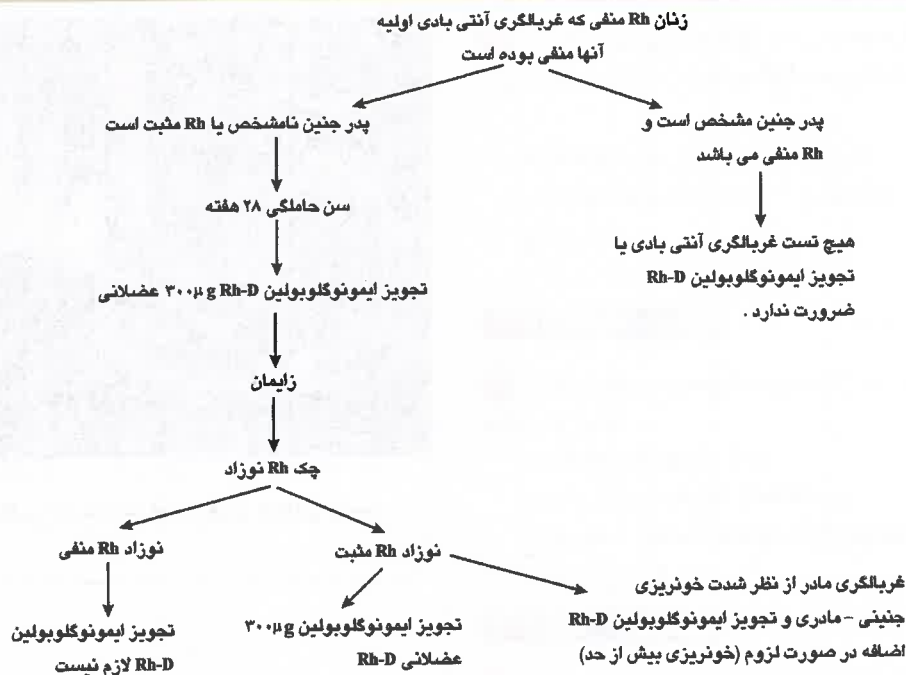 زنان Rh منفی که غربالگری آنتی بادی اولیه
آنها منفی بوده است
پدر جنین مشخص است و
Rh منفی می باشد
هیچ تست غربالگری آنتی بادی یا
تجویز ایمونوگلوبولین Rh-D
ضرورت ندارد .
پدر جنین نامشخص یا Rh مثبت است
سن حاملگی ۲۸ هفته
تجویز ایمونوگلوبولین ۳۰۰µg Rh-D عضلانی
زایمان
چک Rh نوزاد
نوزاد Rh مثبت
غربالگری مادر از نظر شدت خونریزی
جنینی - مادری و تجویز ایمونوگلوبولین Rh-D
اضافه در صورت لزوم (خونریزی بیش از حد)
تجویز ایمونوگلوبولین ۳۰۰µg
عضلانی Rh-D
نوزاد Rh منفی
تجویز ایمونوگلوبولین
Rh-D لازم نیست